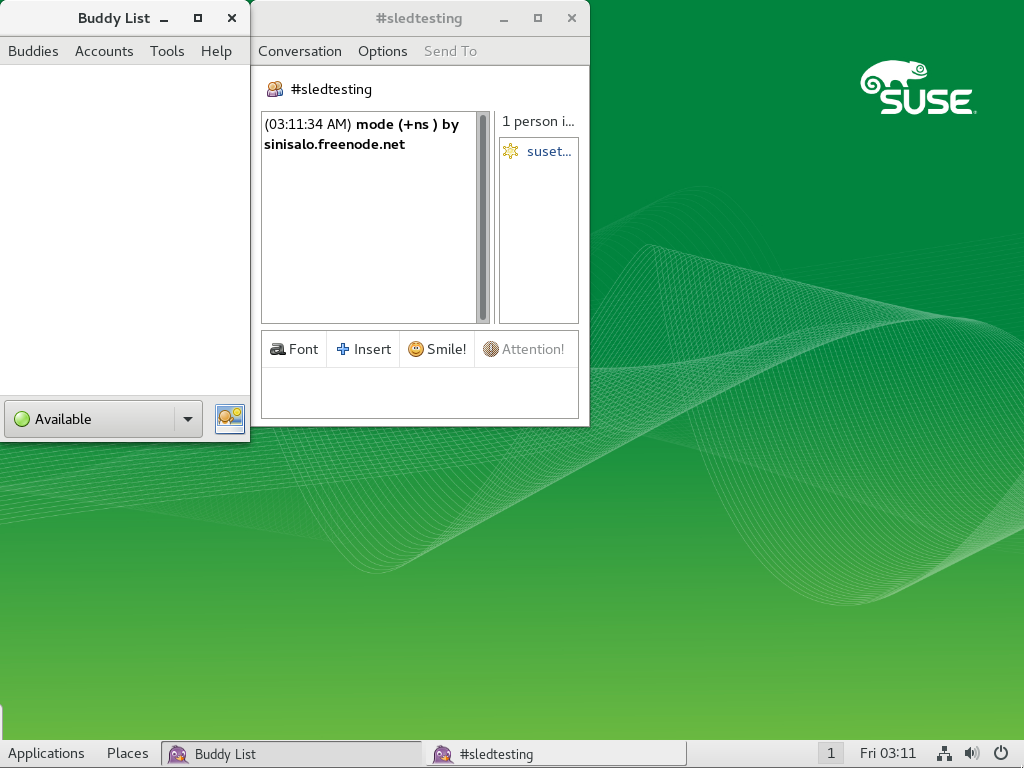 Buddy List
#sledtesting
Buddies Accounts Tools Help
Conversation Options Send To
#sledtesting
(03:11:34 AM) mode (+ns ) by
sinisalo.freenode.net
1 person i...
suset...
Font Insert Smile! Attention!
Available
SUSE
Applications Places Buddy List #sledtesting 1 Fri 03:11